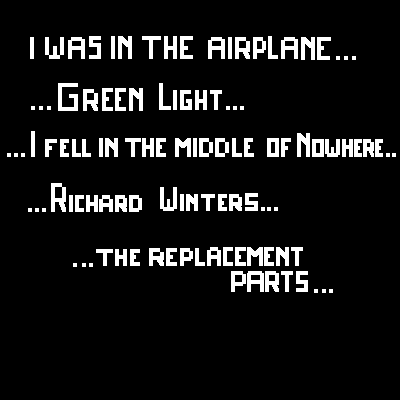 I WAS IN THE AIRPLANE...
...GREEN LIGHT...
...I FELL IN THE MIDDLE OF NOWHERE..
...RICHARD WINTERS...
...THE REPLACEMENT
PARTS...